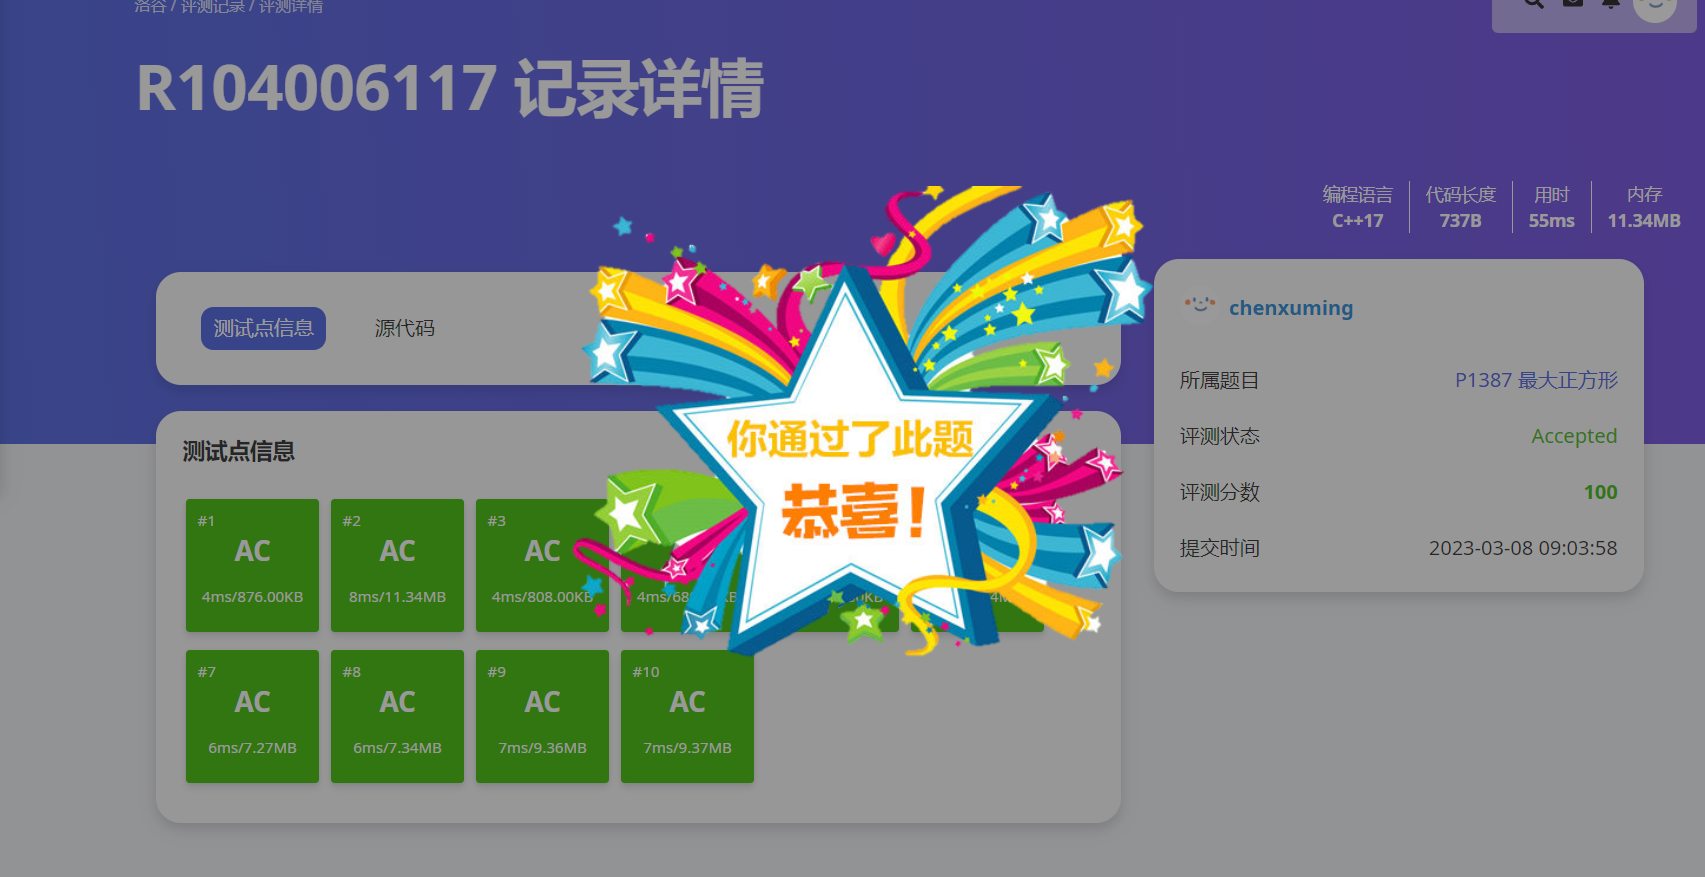 洛谷 / 评测记录 / 评测详情
R104006117 记录详情
编程语言 代码长度 用时 内存
C++17 737B 55ms 11.34MB
测试点信息 源代码
chenxuming
所属题目 P1387 最大正方形
评测状态 Accepted
评测分数 100
提交时间 2023-03-08 09:03:58
测试点信息
你通过了此题
恭喜!
#1 #2 #3
AC AC AC
4ms/876.00KB 8ms/11.34MB 4ms/808.00KB
#7 #8 #9 #10
AC AC AC AC
6ms/7.27MB 6ms/7.34MB 7ms/9.36MB 7ms/9.37MB